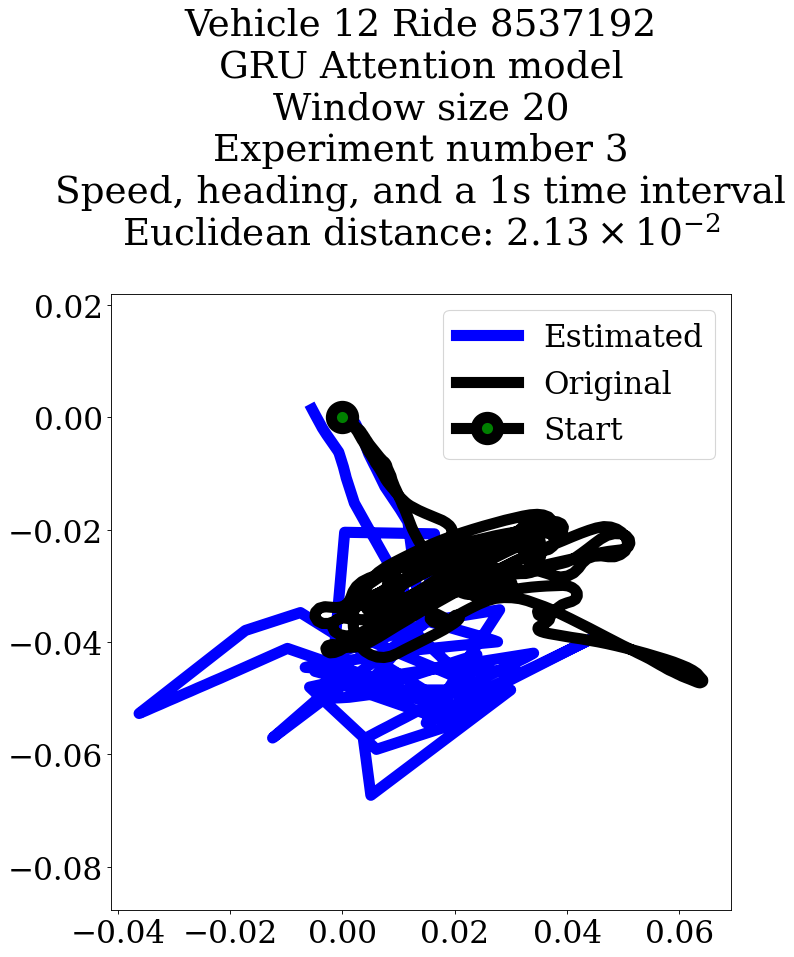 Vehicle 12 Ride 8537192
GRU Attention model
Window size 20
Experiment number 3
Speed, heading, and a 1s time interval
Euclidean distance: 2.13 × 10⁻²
0.02
0.00
−0.02
−0.04
−0.06
−0.08
Estimated
Original
Start
−0.04 −0.02 0.00 0.02 0.04 0.06